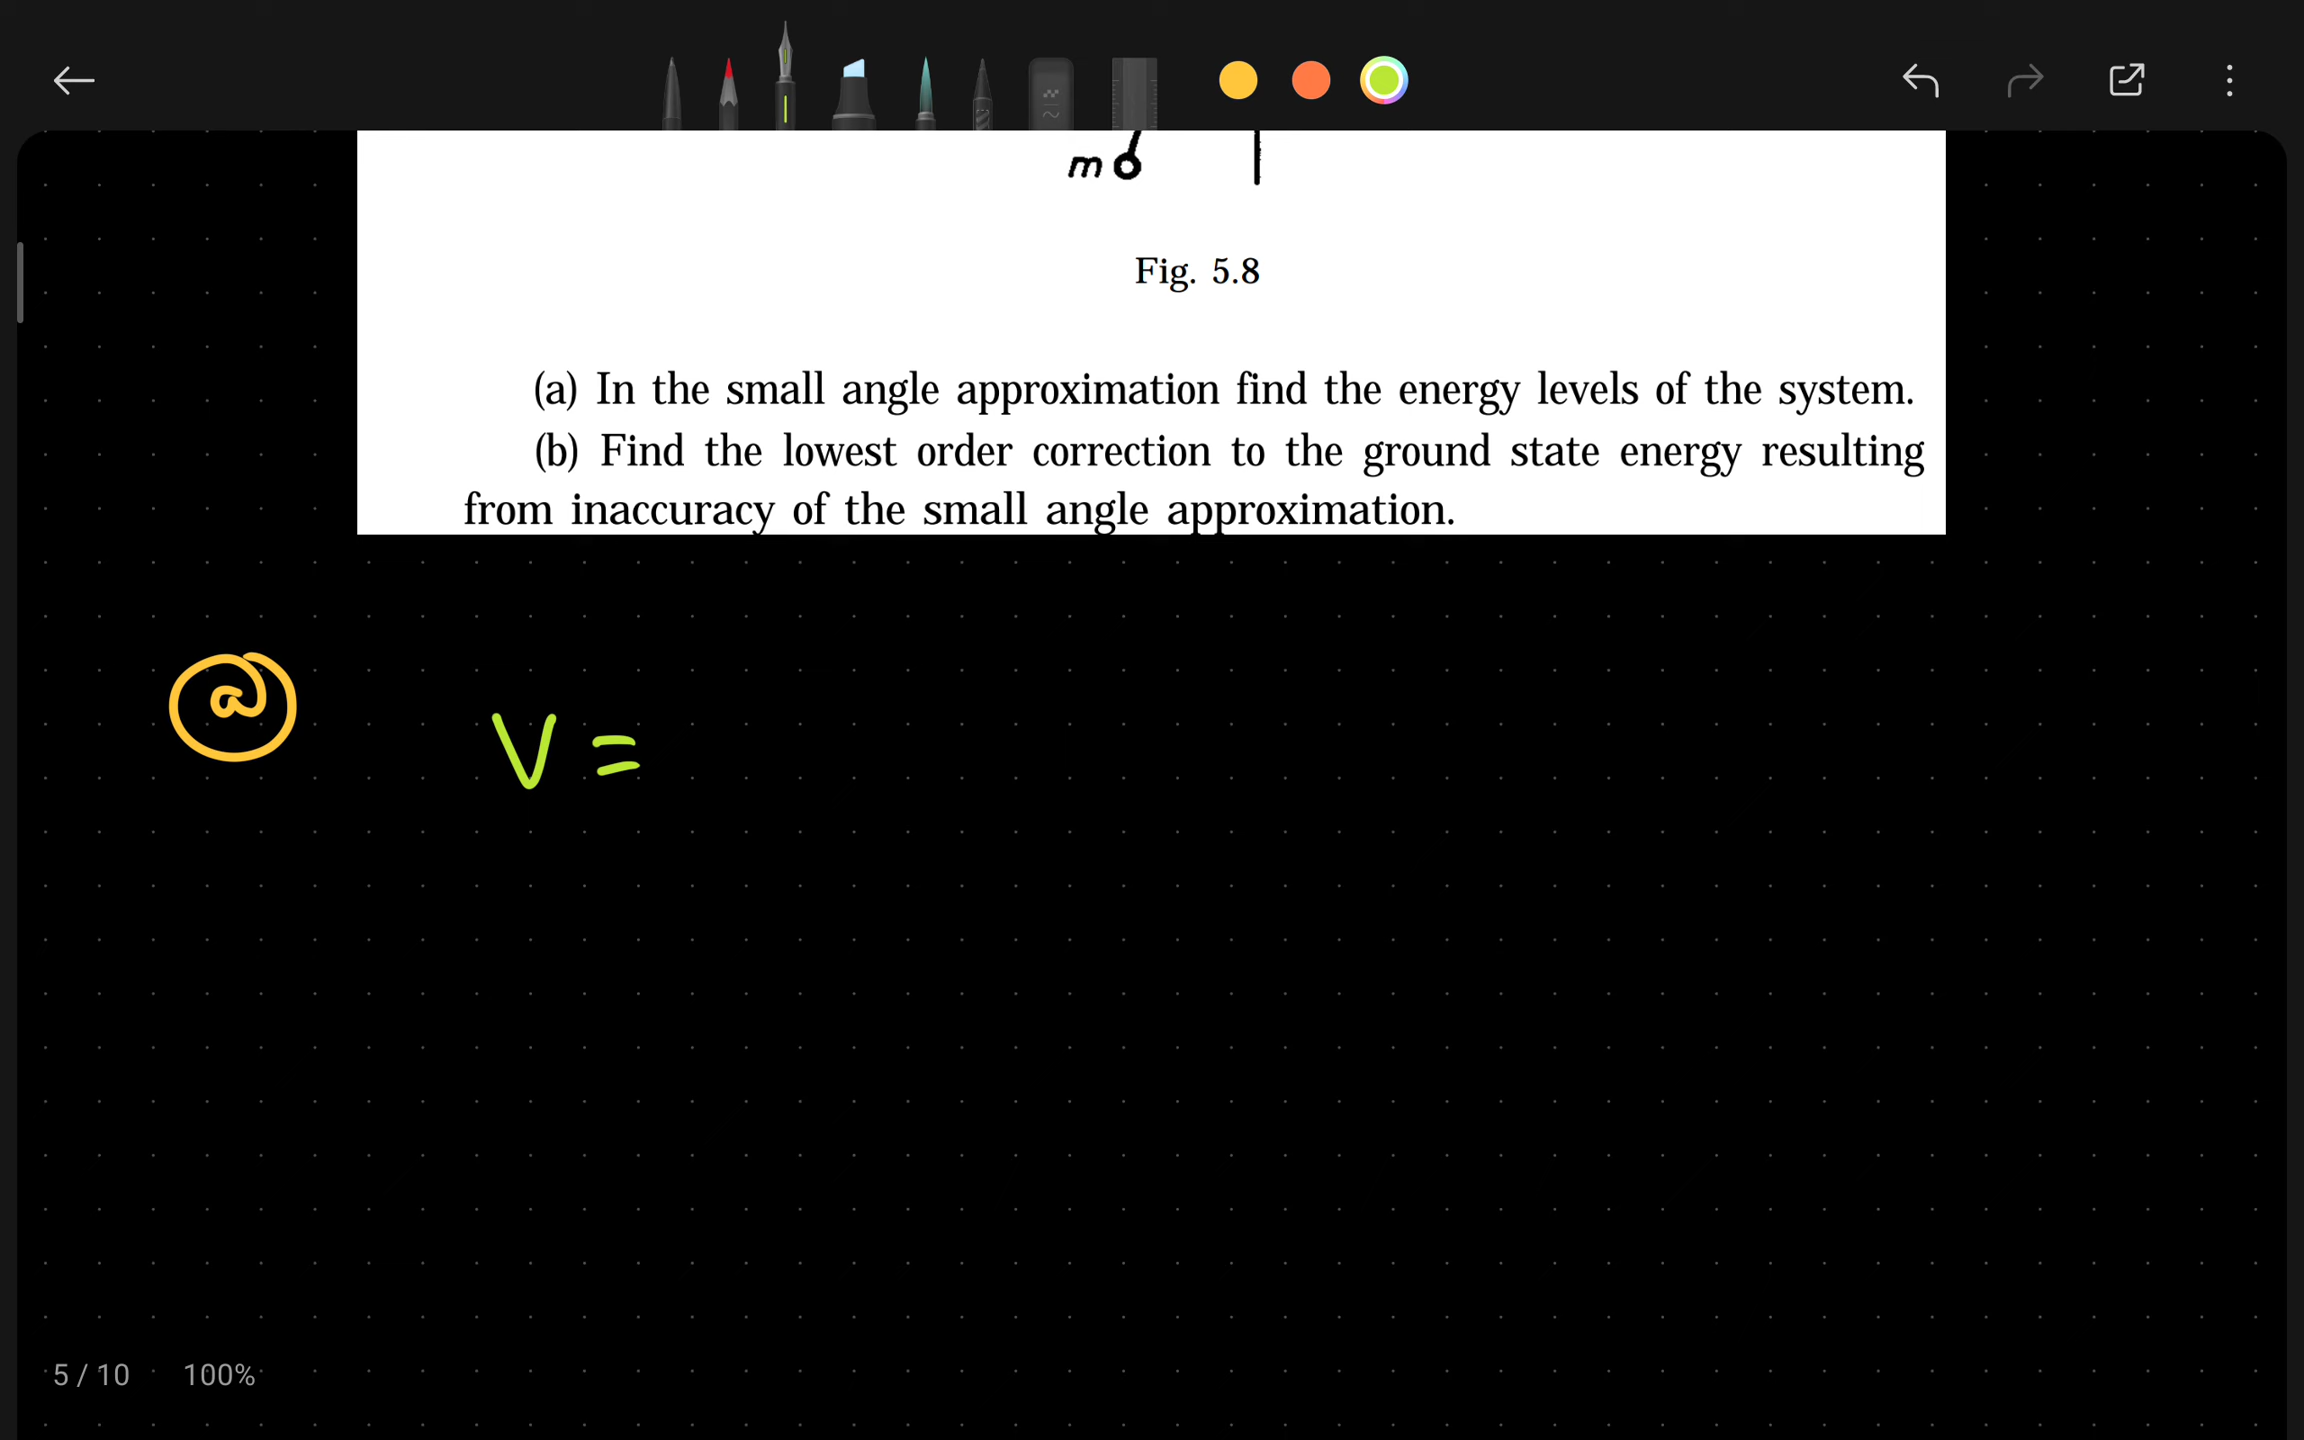 m
Fig. 5.8
(a) In the small angle approximation find the energy levels of the system.
(b) Find the lowest order correction to the ground state energy resulting
from inaccuracy of the small angle approximation.
a
V =
5 / 10 100%